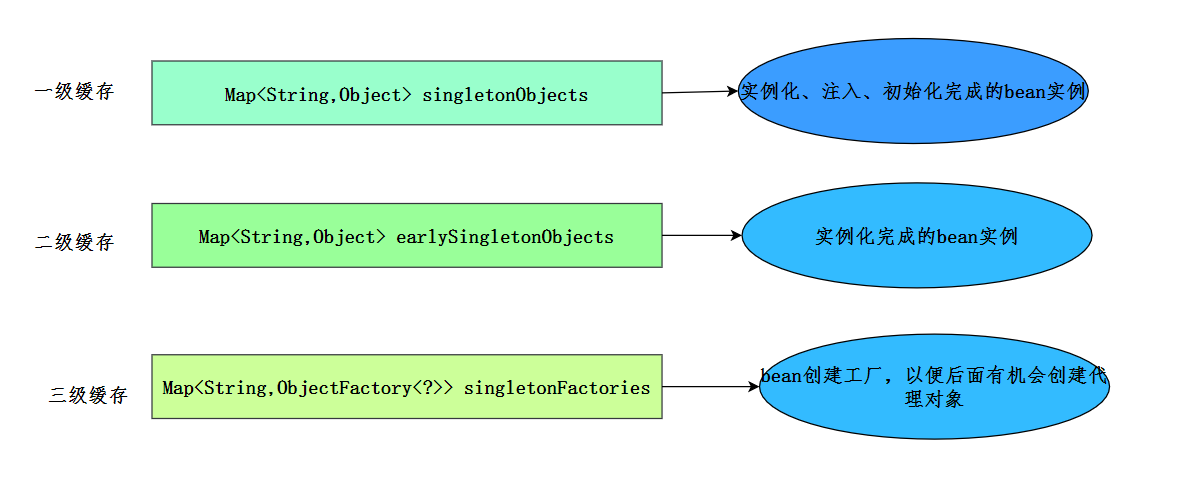 一级缓存
Map<String,Object> singletonObjects
实例化、注入、初始化完成的bean实例
二级缓存
Map<String,Object> earlySingletonObjects
实例化完成的bean实例
三级缓存
Map<String,ObjectFactory<?>> singletonFactories
bean创建工厂，以便后面有机会创建代
理对象